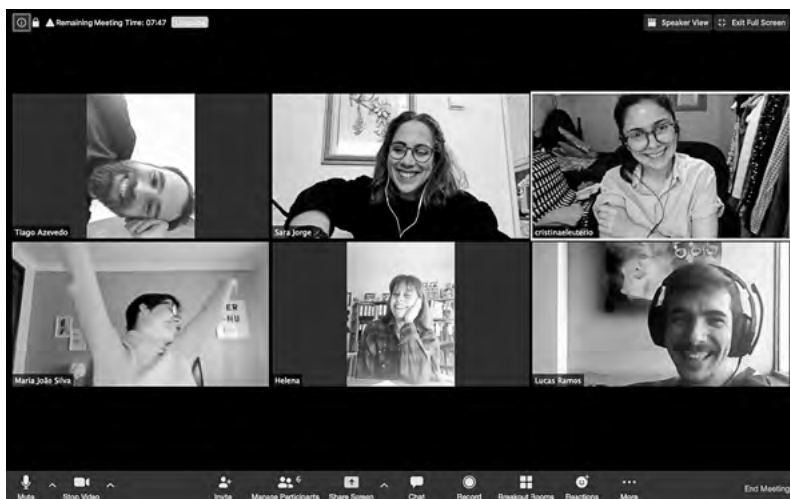 Remaining Meeting Time: 07:47
Speaker View Exit Full Screen
Tiago Azevedo
Sara Jorge
cristinaeleuterio
ER
NU
Maria João Silva
Helena
Lucas Ramos
Mute Stop Video Invite Manage Participants 6 Share Screen Chat Record Breakout Rooms Reactions More End Meeting